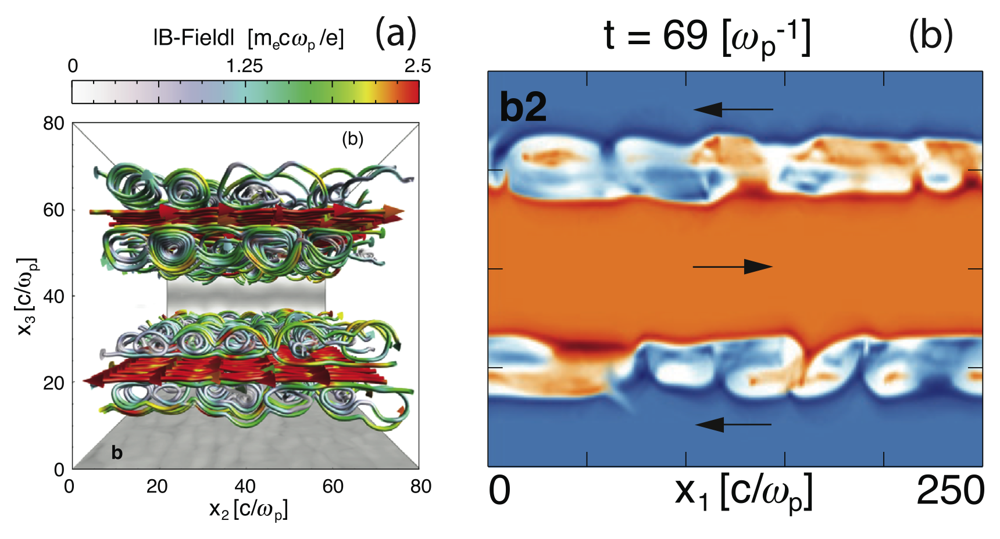 |B-Field| [mₑcωₚ/e] (a)
0 1.25 2.5
(b)
80
60
40
20
0
x₃ [c/ωₚ]
b
0 20 40 60 80
x₂ [c/ωₚ]
t = 69 [ωₚ⁻¹] (b)
b2
0 x₁ [c/ωₚ] 250